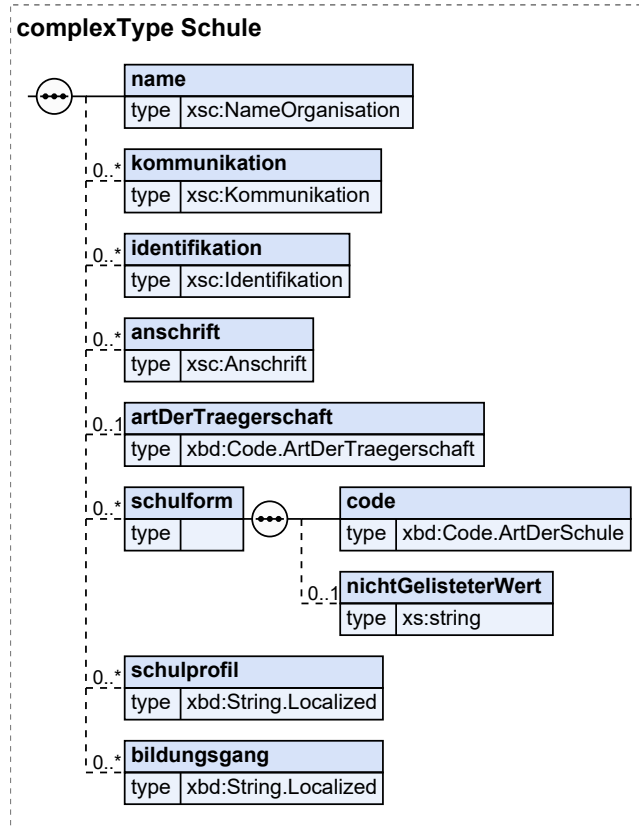 complexType Schule
name
type xsc:NameOrganisation
0..* kommunikation
type xsc:Kommunikation
0..* identifikation
type xsc:Identifikation
0..* anschrift
type xsc:Anschrift
0..1 artDerTraegerschaft
type xbd:Code.ArtDerTraegerschaft
0..* schulform code
type type xbd:Code.ArtDerSchule
0..1 nichtGelisteterWert
type xs:string
0..* schulprofil
type xbd:String.Localized
0..* bildungsgang
type xbd:String.Localized